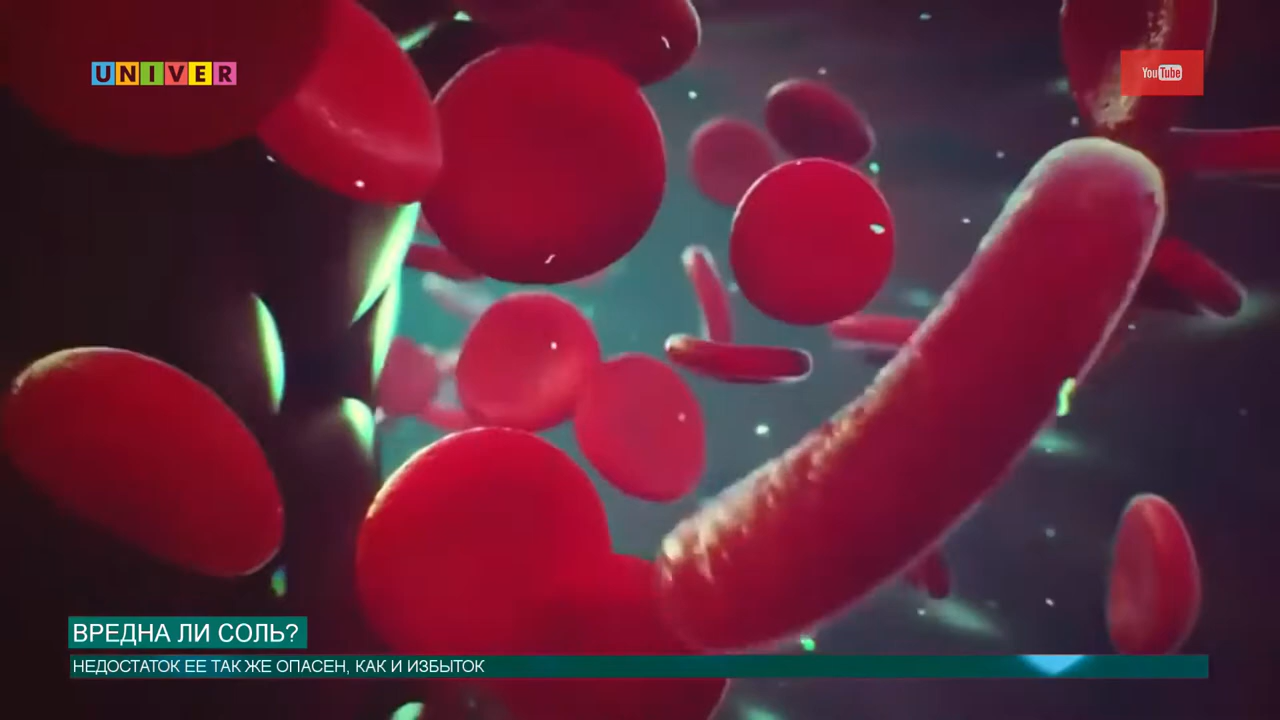 UNIVER
YouTube
ВРЕДНА ЛИ СОЛЬ?
НЕДОСТАТОК ЕЕ ТАК ЖЕ ОПАСЕН, КАК И ИЗБЫТОК